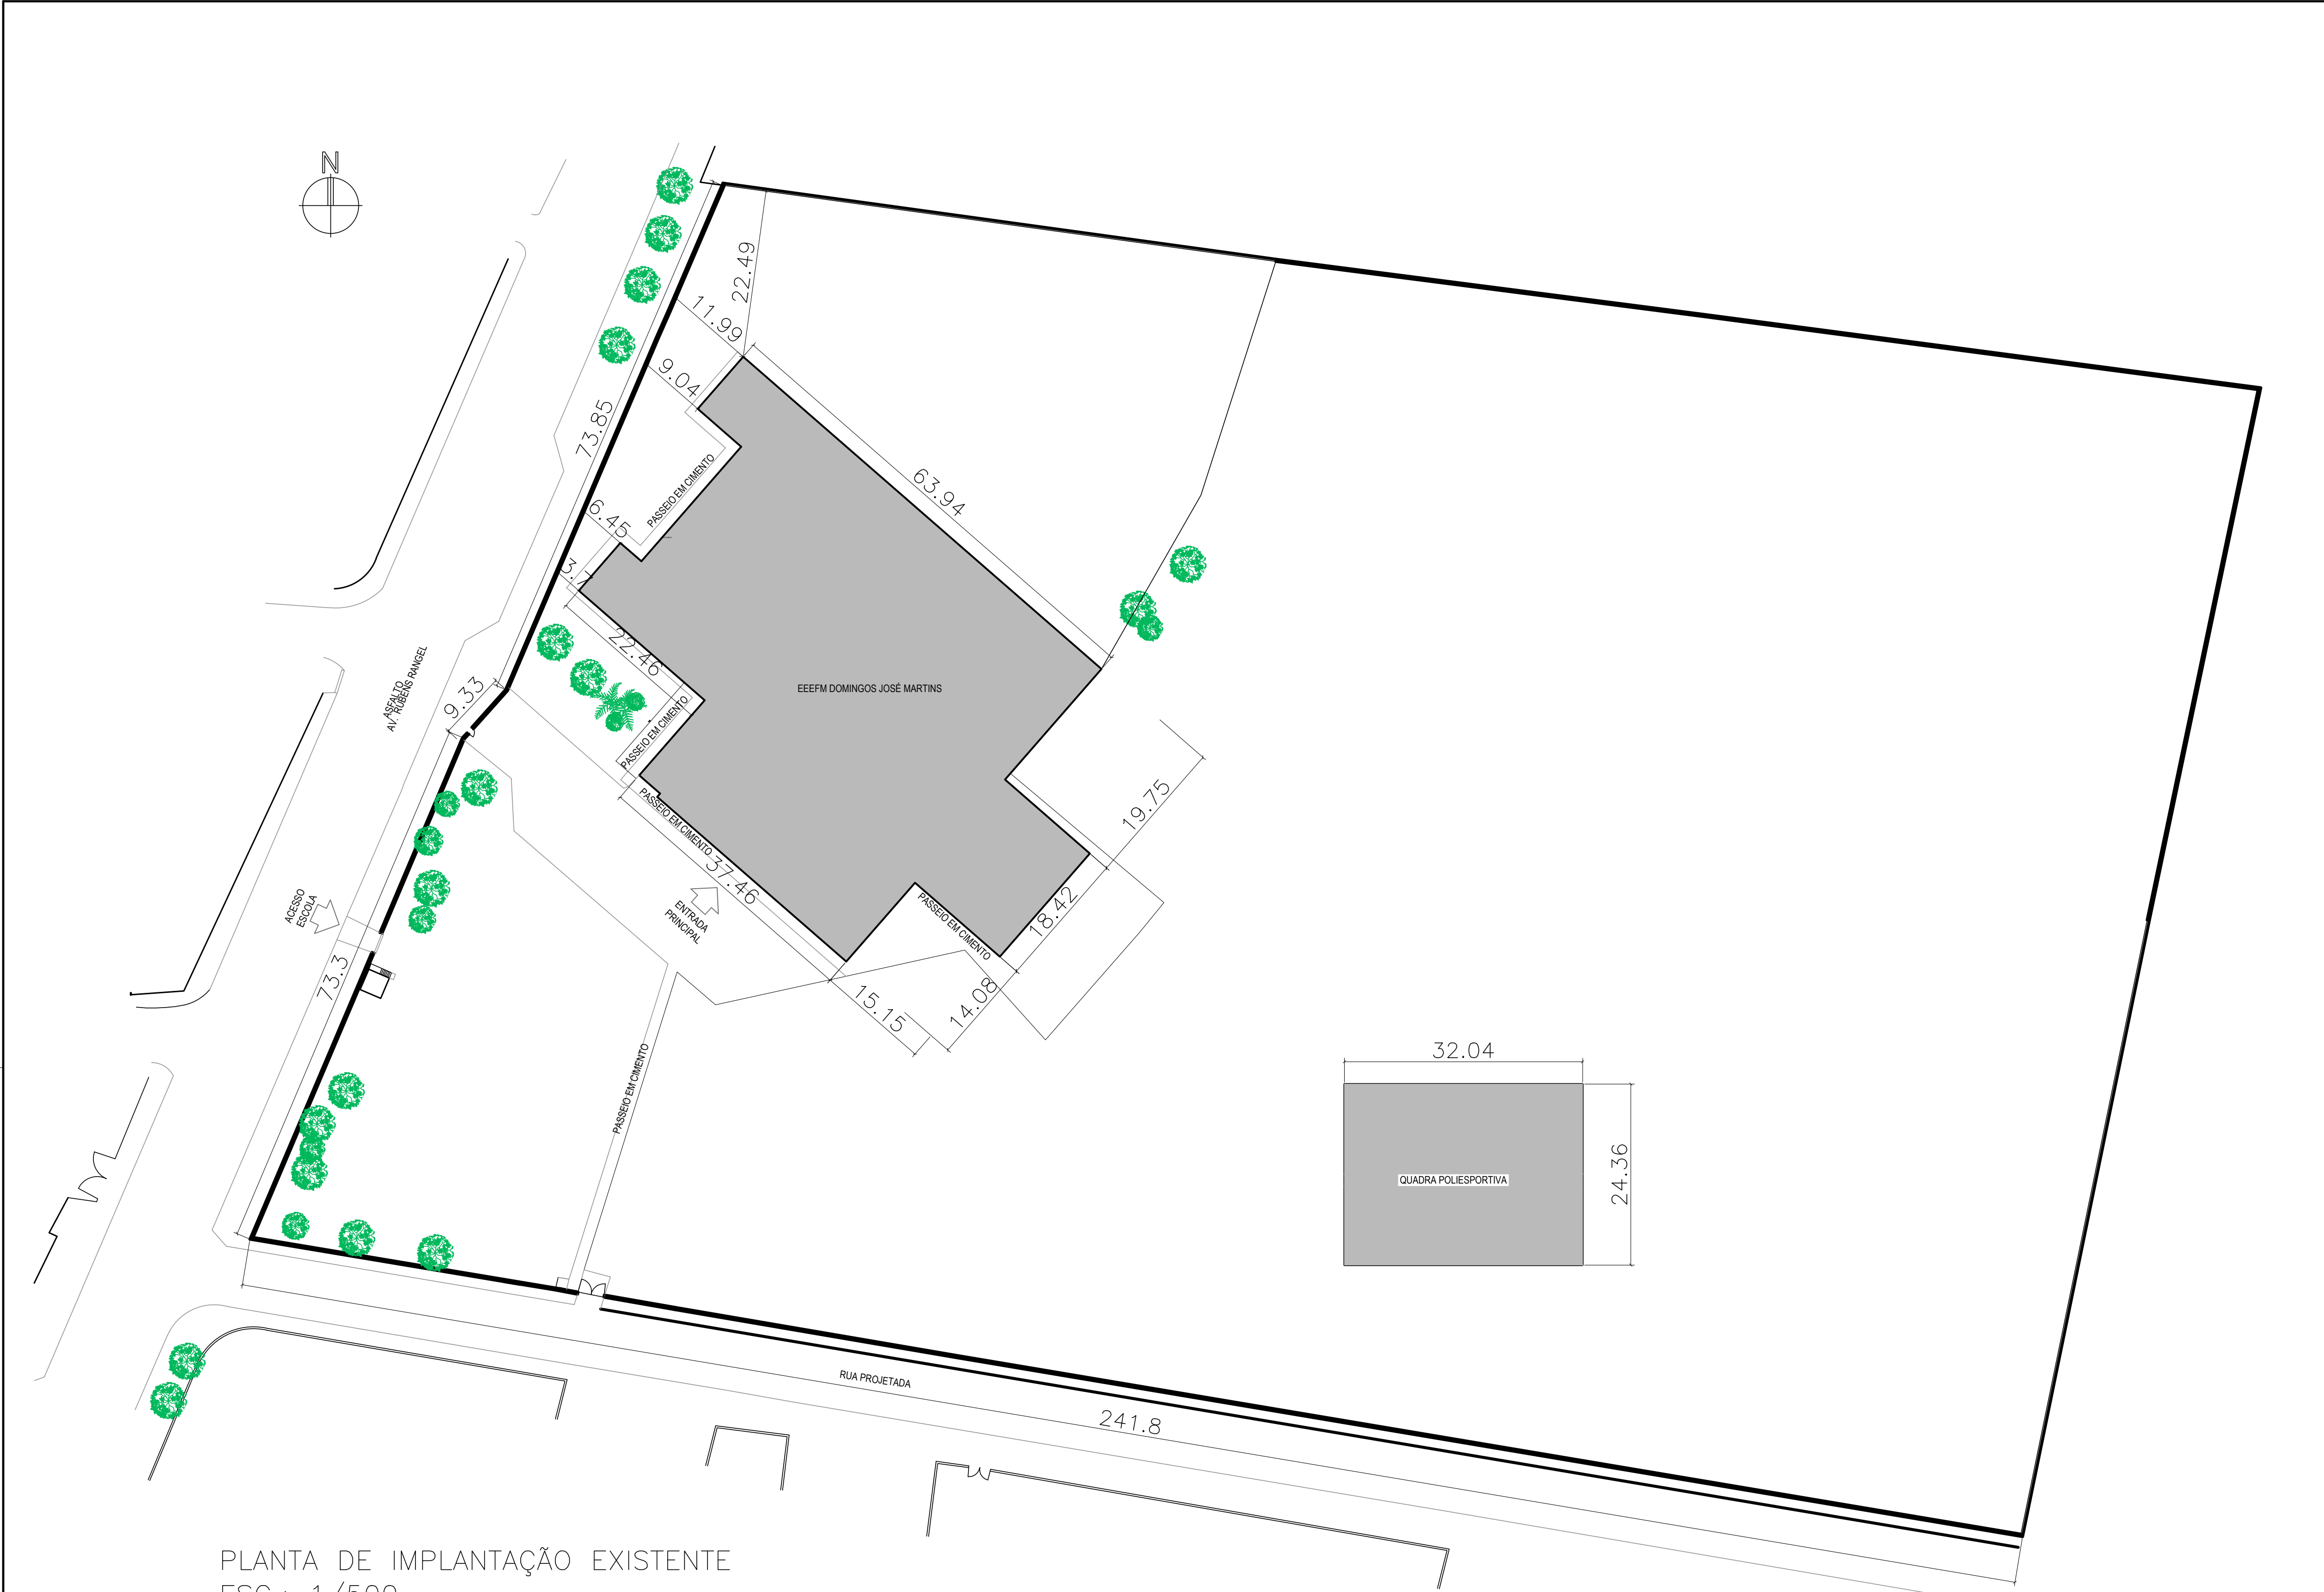 N
22.49
11.99
9.04
73.85
PASSEIO EM CIMENTO
63.94
6.45
22.46
ASFALTO
AV. RUBENS RANGEL
9.33
EEEFM DOMINGOS JOSÉ MARTINS
PASSEIO EM CIMENTO
PASSEIO EM CIMENTO
37.46
19.75
ACESSO
ESCOLA
ENTRADA
PRINCIPAL
PASSEIO EM CIMENTO
18.42
73.3
15.15
14.08
PASSEIO EM CIMENTO
32.04
24.36
QUADRA POLIESPORTIVA
RUA PROJETADA
241.8
PLANTA DE IMPLANTAÇÃO EXISTENTE